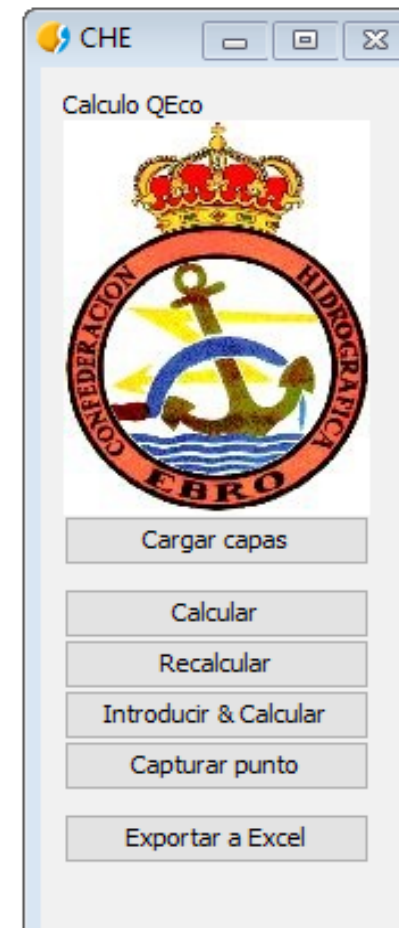 CHE
Calculo QEco
CONFEDERACION HIDROGRAFICA
EBRO
Cargar capas
Calcular
Recalcular
Introducir & Calcular
Capturar punto
Exportar a Excel